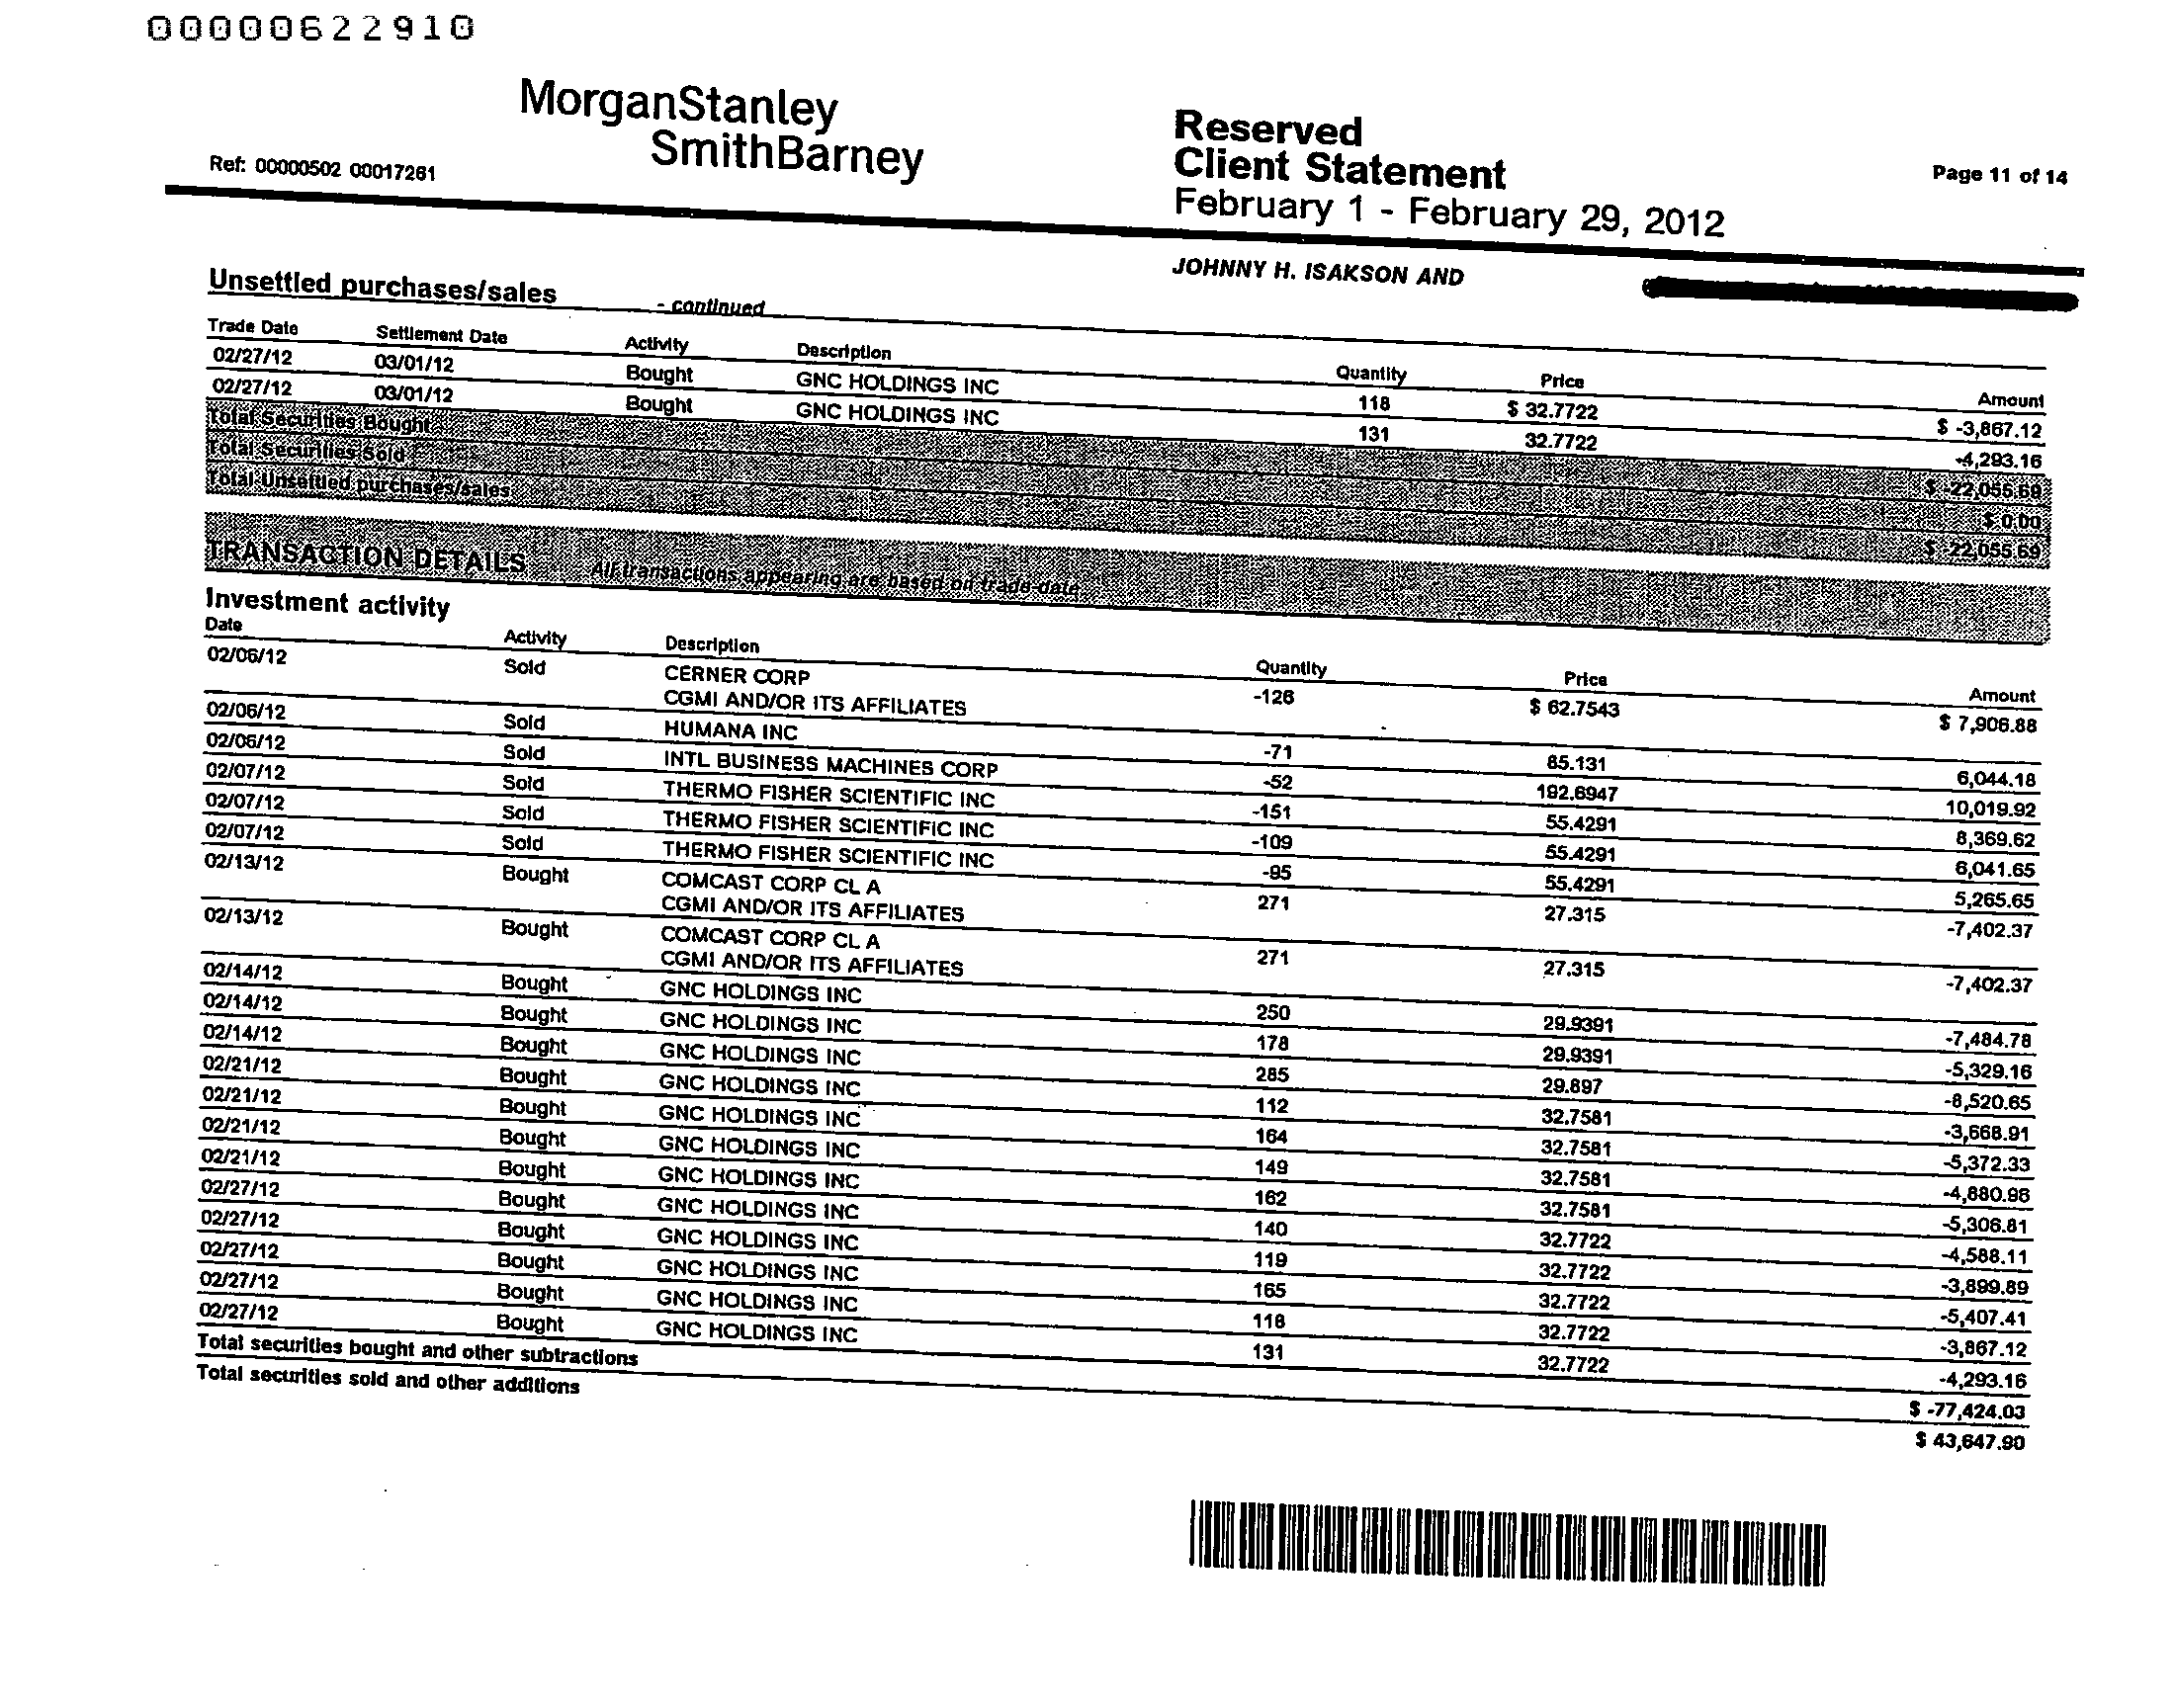 00000622910
MorganStanley
SmithBarney
Ref: 00000502 00017261
Reserved
Client Statement
February 1 - February 29, 2012
Page 11 of 14
JOHNNY H. ISAKSON AND
Unsettled purchases/sales - continued
Trade Date Settlement Date Activity Description Quantity Price Amount
02/27/12 03/01/12 Bought GNC HOLDINGS INC 118 $ 32.7722 $ -3,867.12
02/27/12 03/01/12 Bought GNC HOLDINGS INC 131 32.7722 -4,293.16
Total Securities Bought $ -22,055.69
Total Securities Sold $ 0.00
Total Unsettled purchases/sales $ -22,055.69
TRANSACTION DETAILS All transactions appearing are based on trade-date.
Investment activity
Date Activity Description Quantity Price Amount
02/06/12 Sold CERNER CORP -126 $ 62.7543 $ 7,906.88
CGMI AND/OR ITS AFFILIATES
02/06/12 Sold HUMANA INC -71 85.131 6,044.18
02/06/12 Sold INTL BUSINESS MACHINES CORP -52 192.6947 10,019.92
02/07/12 Sold THERMO FISHER SCIENTIFIC INC -151 55.4291 8,369.62
02/07/12 Sold THERMO FISHER SCIENTIFIC INC -109 55.4291 6,041.65
02/07/12 Sold THERMO FISHER SCIENTIFIC INC -95 55.4291 5,265.65
02/13/12 Bought COMCAST CORP CL A 271 27.315 -7,402.37
CGMI AND/OR ITS AFFILIATES
02/13/12 Bought COMCAST CORP CL A 271 27.315 -7,402.37
CGMI AND/OR ITS AFFILIATES
02/14/12 Bought GNC HOLDINGS INC 250 29.9391 -7,484.78
02/14/12 Bought GNC HOLDINGS INC 178 29.9391 -5,329.16
02/14/12 Bought GNC HOLDINGS INC 285 29.897 -8,520.65
02/21/12 Bought GNC HOLDINGS INC 112 32.7581 -3,668.91
02/21/12 Bought GNC HOLDINGS INC 164 32.7581 -5,372.33
02/21/12 Bought GNC HOLDINGS INC 149 32.7581 -4,880.96
02/21/12 Bought GNC HOLDINGS INC 162 32.7581 -5,306.81
02/27/12 Bought GNC HOLDINGS INC 140 32.7722 -4,588.11
02/27/12 Bought GNC HOLDINGS INC 119 32.7722 -3,899.89
02/27/12 Bought GNC HOLDINGS INC 165 32.7722 -5,407.41
02/27/12 Bought GNC HOLDINGS INC 118 32.7722 -3,867.12
02/27/12 Bought GNC HOLDINGS INC 131 32.7722 -4,293.16
Total securities bought and other subtractions $ -77,424.03
Total securities sold and other additions $ 43,647.90